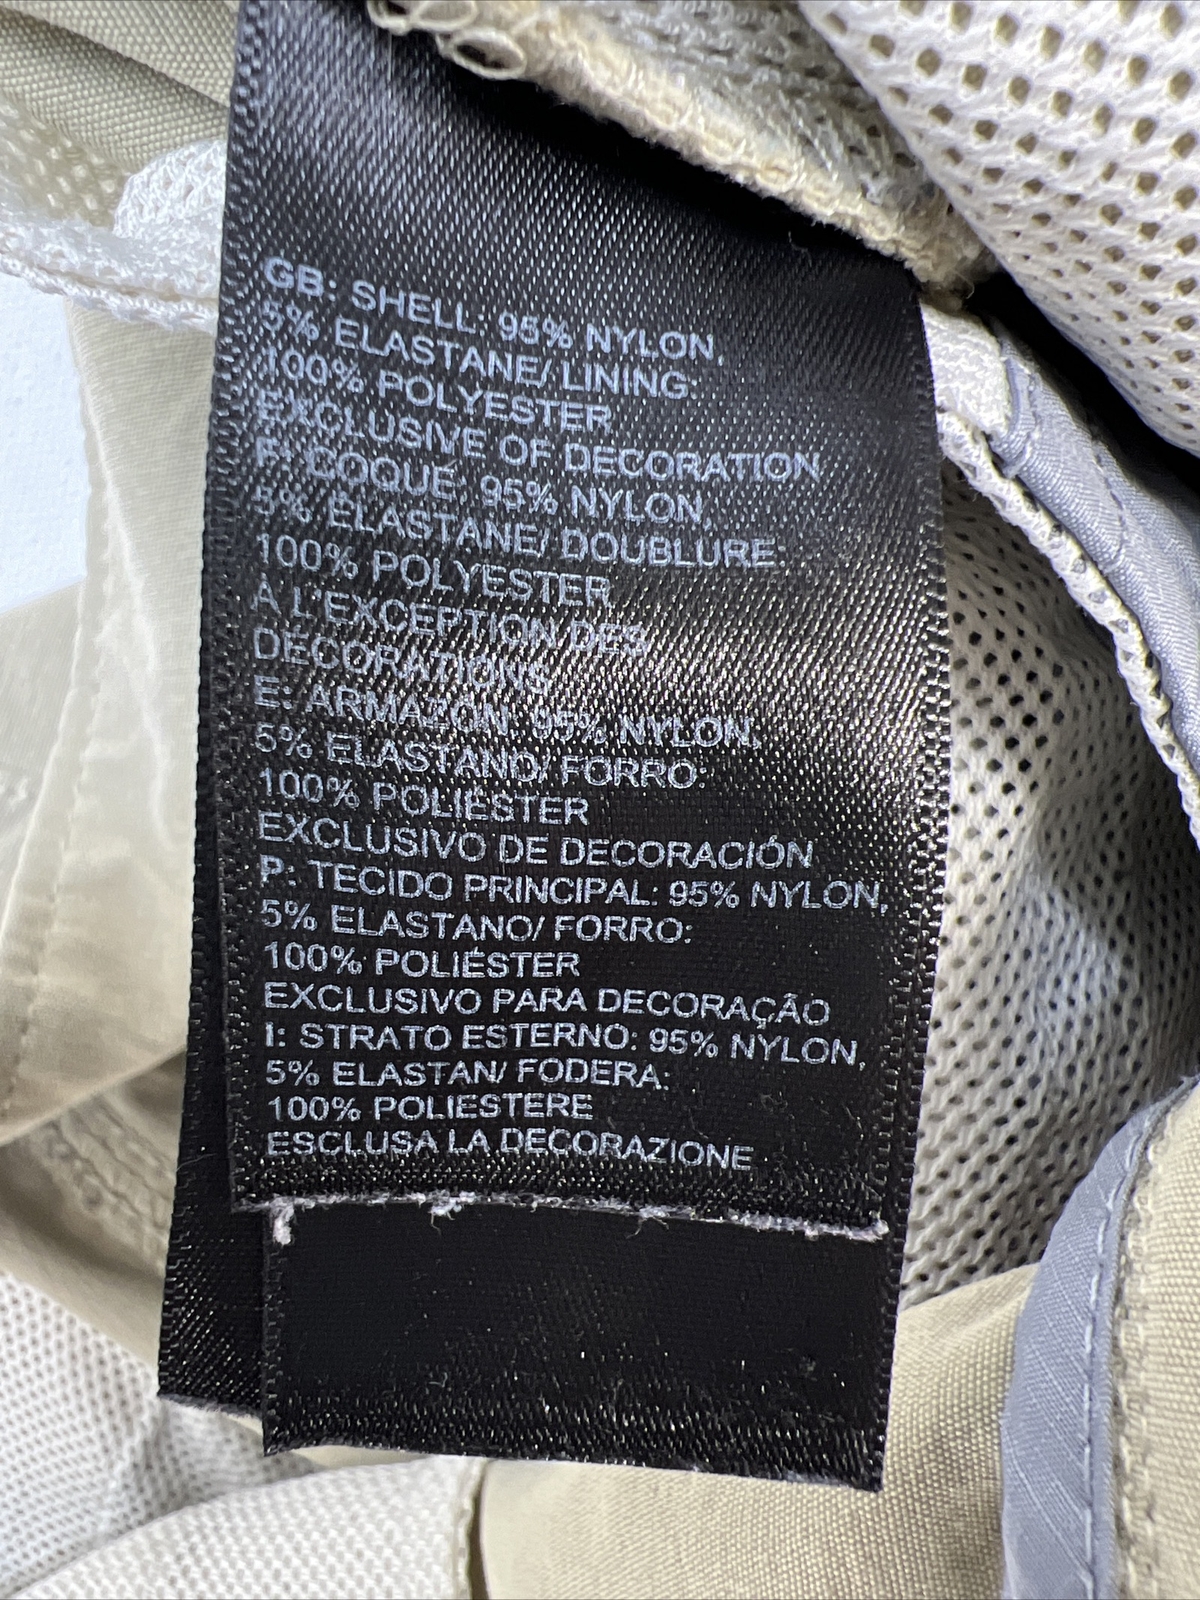 GB: SHELL: 95% NYLON,
5% ELASTANE/ LINING:
100% POLYESTER
EXCLUSIVE OF DECORATION
F: COQUE: 95% NYLON,
5% ÉLASTANE/ DOUBLURE:
100% POLYESTER
À L'EXCEPTION DES
DÉCORATIONS
E: ARMAZÓN: 95% NYLON,
5% ELASTANO/ FORRO:
100% POLIÉSTER
EXCLUSIVO DE DECORACIÓN
P: TECIDO PRINCIPAL: 95% NYLON,
5% ELASTANO/ FORRO:
100% POLIÉSTER
EXCLUSIVO PARA DECORAÇÃO
I: STRATO ESTERNO: 95% NYLON,
5% ELASTAN/ FODERA:
100% POLIESTERE
ESCLUSA LA DECORAZIONE